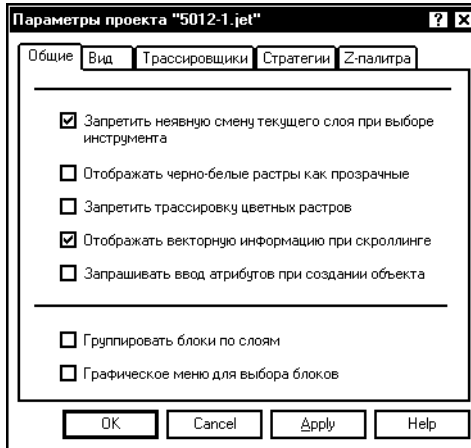 Параметры проекта "5012-1.jet"
Общие Вид Трассировщики Стратегии Z-палитра
Запретить неявную смену текущего слоя при выборе
инструмента
Отображать черно-белые растры как прозрачные
Запретить трассировку цветных растров
Отображать векторную информацию при скроллинге
Запрашивать ввод атрибутов при создании объекта
Группировать блоки по слоям
Графическое меню для выбора блоков
OK Cancel Apply Help